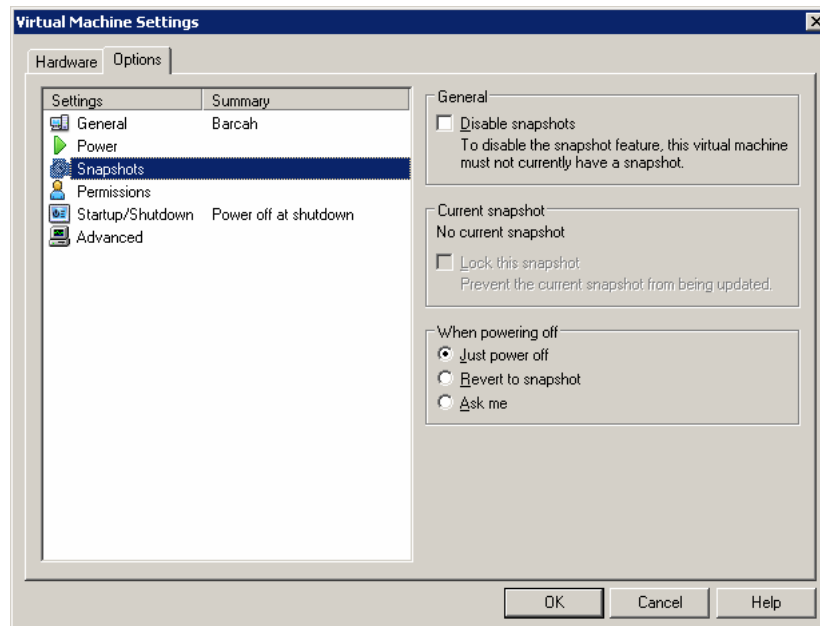 Virtual Machine Settings
Hardware Options
Settings Summary
General Barcah
Power
Snapshots
Permissions
Startup/Shutdown Power off at shutdown
Advanced
General
Disable snapshots
To disable the snapshot feature, this virtual machine
must not currently have a snapshot.
Current snapshot
No current snapshot
Lock this snapshot
Prevent the current snapshot from being updated.
When powering off
Just power off
Revert to snapshot
Ask me
OK Cancel Help